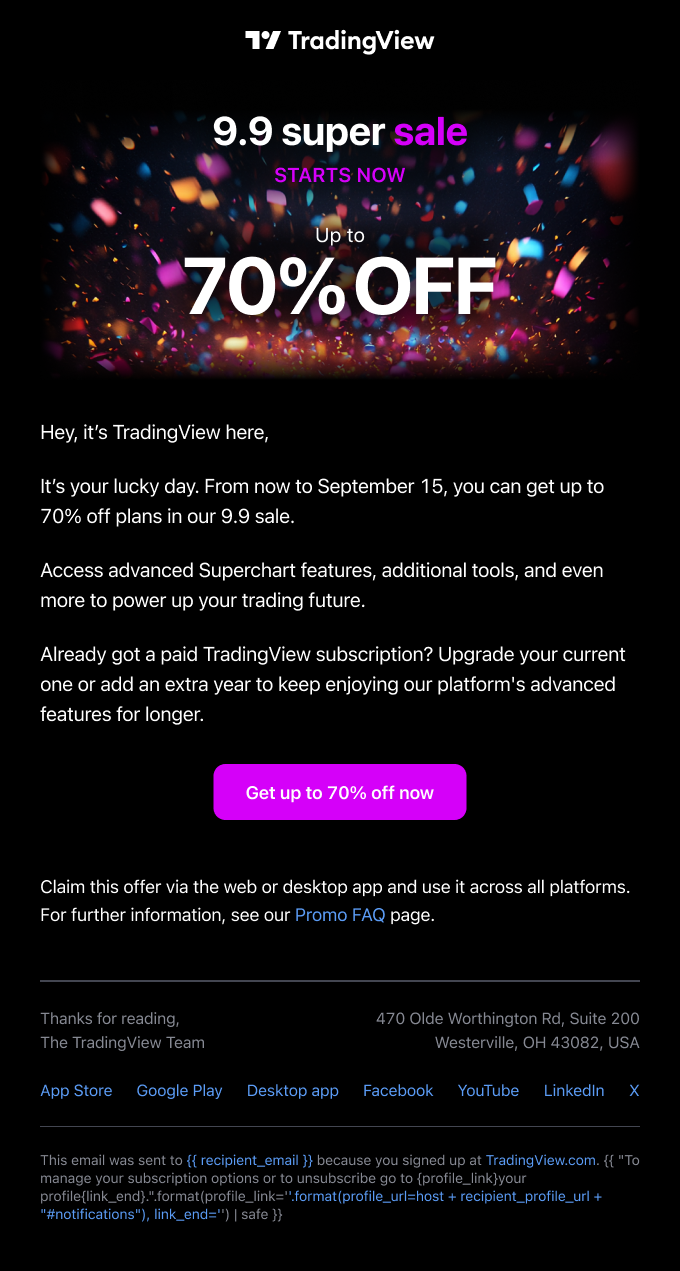 TradingView
9.9 super sale
STARTS NOW
Up to
70% OFF
Hey, it’s TradingView here,
It’s your lucky day. From now to September 15, you can get up to
70% off plans in our 9.9 sale.
Access advanced Superchart features, additional tools, and even
more to power up your trading future.
Already got a paid TradingView subscription? Upgrade your current
one or add an extra year to keep enjoying our platform's advanced
features for longer.
Get up to 70% off now
Claim this offer via the web or desktop app and use it across all platforms.
For further information, see our Promo FAQ page.
Thanks for reading,
The TradingView Team
470 Olde Worthington Rd, Suite 200
Westerville, OH 43082, USA
App Store Google Play Desktop app Facebook YouTube LinkedIn X
This email was sent to {{ recipient_email }} because you signed up at TradingView.com. {{ "To
manage your subscription options or to unsubscribe go to {profile_link}your
profile{link_end}.".format(profile_link=''.format(profile_url=host + recipient_profile_url +
"#notifications"), link_end='') | safe }}